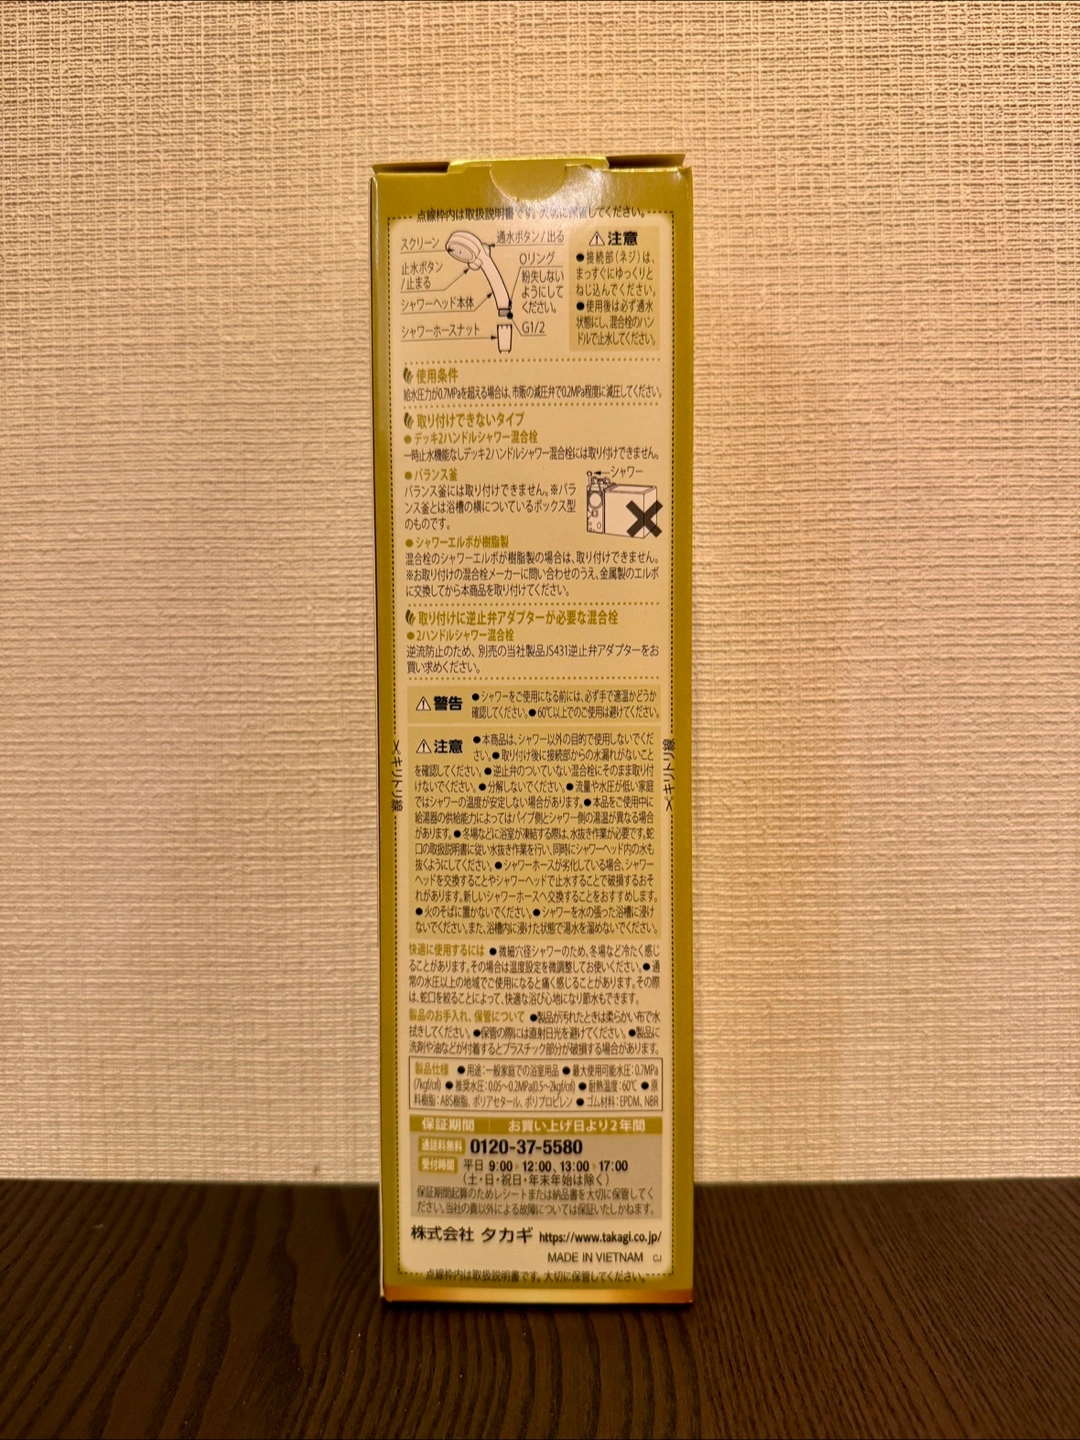 点線枠内は取扱説明書です。大切に保管してください。
スクリーン
通水ボタン/出る
止水ボタン
/止まる
Oリング
紛失しない
ようにして
ください。
シャワーヘッド本体
シャワーホースナット
G1/2
注意
●接続部(ネジ)は、
まっすぐにゆっくりと
ねじ込んでください。
●使用後は必ず通水
状態にし、混合栓のハン
ドルで止水してください。
使用条件
給水圧力が0.7MPaを超える場合は、市販の減圧弁で0.2MPa程度に減圧してください。
取り付けできないタイプ
●デッキ2ハンドルシャワー混合栓
一時止水機能なしデッキ2ハンドルシャワー混合栓には取り付けできません。
●バランス釜
バランス釜には取り付けできません。※バラ
ンス釜とは浴槽の横についているボックス型
のものです。
シャワー
●シャワーエルボが樹脂製
混合栓のシャワーエルボが樹脂製の場合は、取り付けできません。
※お取り付けの混合栓メーカーに問い合わせのうえ、金属製のエルボ
に交換してから本商品を取り付けてください。
取り付けに逆止弁アダプターが必要な混合栓
●2ハンドルシャワー混合栓
逆流防止のため、別売の当社製品JS431逆止弁アダプターをお
買い求めください。
警告 ●シャワーをご使用になる前には、必ず手で適温かどうか
確認してください。●60℃以上でのご使用は避けてください。
注意 ●本商品は、シャワー以外の目的で使用しないでくだ
さい。●取り付け後に接続部からの水漏れがないこと
を確認してください。●逆止弁のついていない混合栓にそのまま取り付
けないでください。●分解しないでください。●流量や水圧が低い家庭
ではシャワーの温度が安定しない場合があります。●本品をご使用中に
給湯器の供給能力によってはパイプ側とシャワー側の湯温が異なる場合
があります。●冬場などに浴室が凍結する際は、水抜き作業が必要です。蛇
口の取扱説明書に従い水抜き作業を行い、同時にシャワーヘッド内の水も
抜くようにしてください。●シャワーホースが劣化している場合、シャワー
ヘッドを交換することやシャワーヘッドで止水することで破損するおそ
れがあります。新しいシャワーホースへ交換することをおすすめします。
●火のそばに置かないでください。●シャワーを水の張った浴槽に浸け
ないでください。また、浴槽内に浸けた状態で湯水を溜めないでください。
キリトリ線
キリトリ線
快適に使用するには ●微細穴径シャワーのため、冬場など冷たく感じ
ることがあります。その場合は温度設定を微調整してお使いください。●通
常の水圧以上の地域でご使用になると痛く感じることがあります。その際
は、蛇口を絞ることによって、快適な浴び心地になり節水もできます。
製品のお手入れ、保管について ●製品が汚れたときは柔らかい布で水
拭きしてください。●保管の際には直射日光を避けてください。●製品に
洗剤や油などが付着するとプラスチック部分が破損する場合があります。
製品仕様 ●用途:一般家庭での浴室用品 ●最大使用可能水圧:0.7MPa
(7kgf/㎠) ●推奨水圧:0.05~0.2MPa(0.5~2kgf/㎠) ●耐熱温度:60℃ ●原
料樹脂:ABS樹脂、ポリアセタール、ポリプロピレン ●ゴム材料:EPDM、NBR
保証期間 お買い上げ日より2年間
通話料無料 0120-37-5580
受付時間 平日 9:00~12:00、13:00~17:00
(土・日・祝日・年末年始は除く)
保証期間起算のためレシートまたは納品書を大切に保管してく
ださい。当社の責以外による故障については保証いたしかねます。
株式会社 タカギ https://www.takagi.co.jp/
MADE IN VIETNAM CJ
点線枠内は取扱説明書です。大切に保管してください。